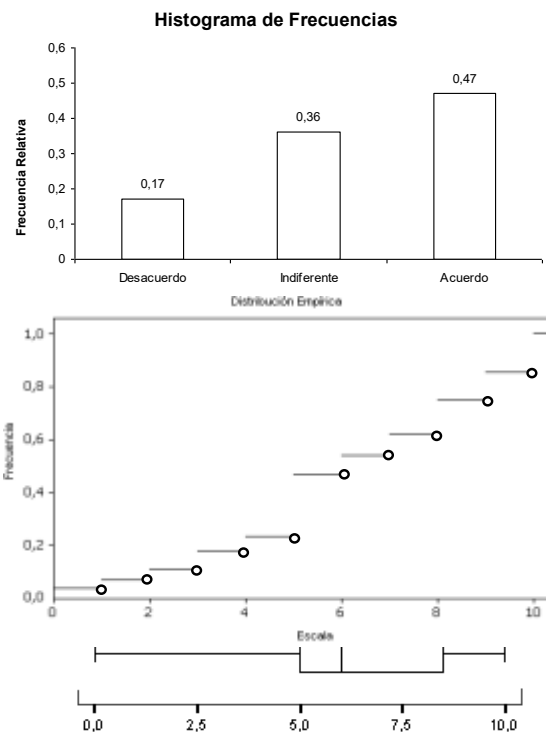 Histograma de Frecuencias
Frecuencia Relativa
0,6
0,5
0,4
0,3
0,2
0,1
0
0,17
0,36
0,47
Desacuerdo Indiferente Acuerdo
Distribución Empírica
Frecuencia
1,0
0,8
0,6
0,4
0,2
0,0
0 2 4 6 8 10
Escala
0,0 2,5 5,0 7,5 10,0